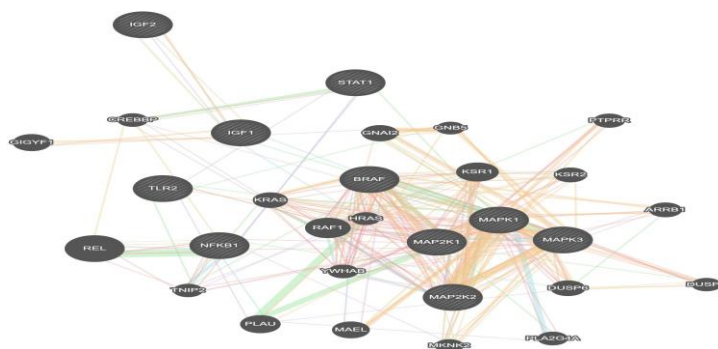 IGF2
STAT1
CREBBP
IGF1
GNAI2
GNB5
PTPRR
GIGYF1
TLR2
BRAF
KSR1
KSR2
KRAS
HRAS
RAF1
MAPK1
ARRB1
REL
NFKB1
MAP2K1
MAPK3
YWHAB
TNIP2
MAP2K2
DUSP6
PLAU
MAEL
MKNK2
PLA2G4A